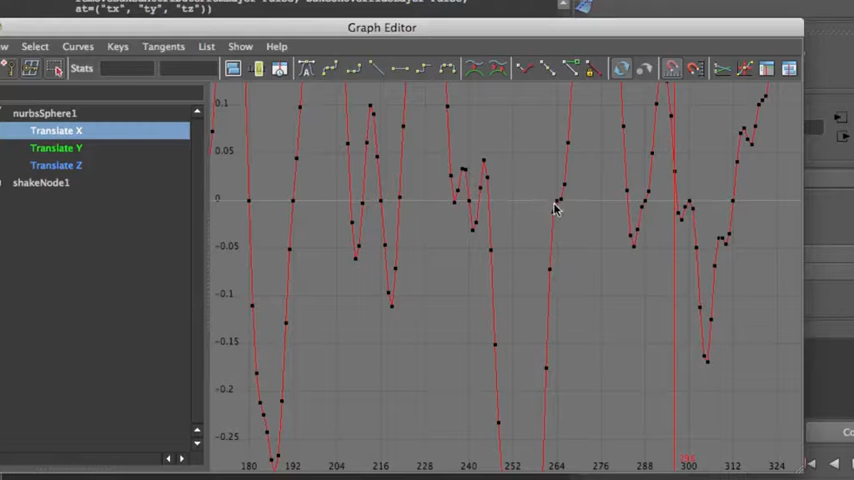 at=("tx", "ty", "tz"))
Graph Editor
Select Curves Keys Tangents List Show Help
Stats
nurbsSphere1
Translate X
Translate Y
Translate Z
shakeNode1
0.1
0.05
0
-0.05
-0.1
-0.15
-0.2
-0.25
180 192 204 216 228 240 252 264 276 288 300 312 324
Co